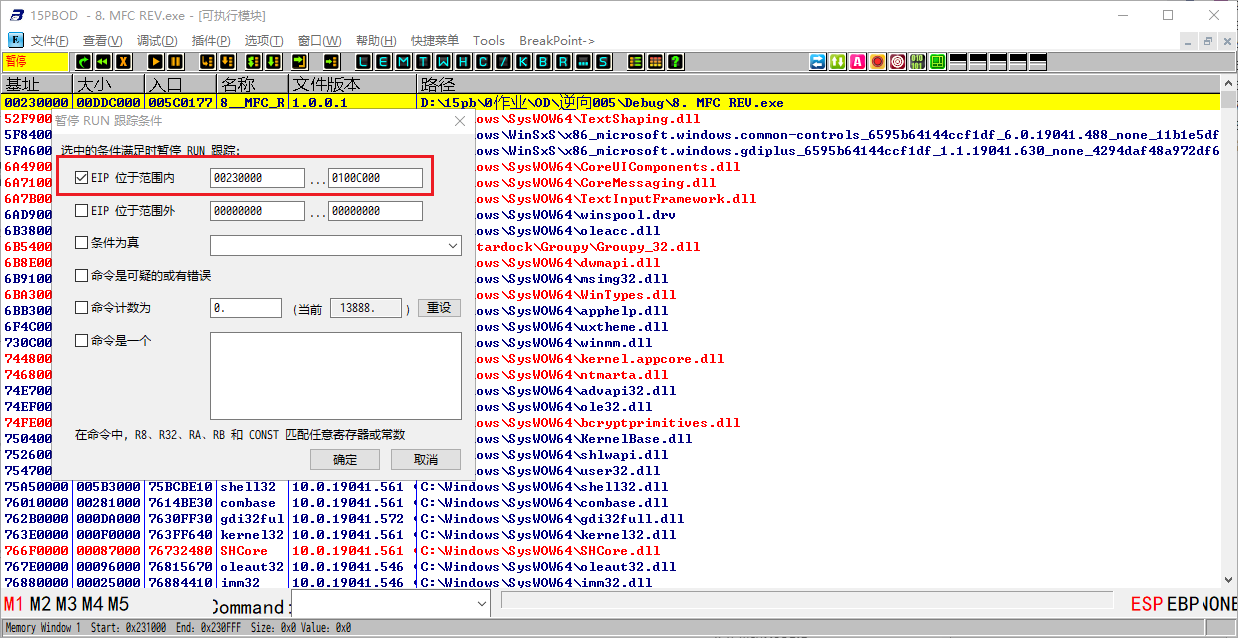 15PBOD - 8. MFC REV.exe - [可执行模块]
文件(F) 查看(V) 调试(D) 插件(P) 选项(T) 窗口(W) 帮助(H) 快捷菜单 Tools BreakPoint->
暂停 L E M T W H C / K B R ... S ?
基址 大小 入口 名称 文件版本 路径
00230000 00DDC000 005C0177 8__MFC_R 1.0.0.1 D:\15pb\0作业\OD\逆向005\Debug\8. MFC REV.exe
52F900 ows\SysWOW64\TextShaping.dll
5F8400 ows\WinSxS\x86_microsoft.windows.common-controls_6595b64144ccf1df_6.0.19041.488_none_11b1e5df
5FA600 ows\WinSxS\x86_microsoft.windows.gdiplus_6595b64144ccf1df_1.1.19041.630_none_4294daf48a972df6
6A4900 ows\SysWOW64\CoreUIComponents.dll
6A7100 ows\SysWOW64\CoreMessaging.dll
6A7B00 ows\SysWOW64\TextInputFramework.dll
6AD900 ows\SysWOW64\winspool.drv
6B3800 ows\SysWOW64\oleacc.dll
6B5400 tardock\Groupy\Groupy_32.dll
6B8E00 ows\SysWOW64\dwmapi.dll
6B9100 ows\SysWOW64\msimg32.dll
6BA300 ows\SysWOW64\WinTypes.dll
6BB300 ows\SysWOW64\apphelp.dll
6F4C00 ows\SysWOW64\uxtheme.dll
730C00 ows\SysWOW64\winmm.dll
744800 ows\SysWOW64\kernel.appcore.dll
746800 ows\SysWOW64\ntmarta.dll
74E700 ows\SysWOW64\advapi32.dll
74EF00 ows\SysWOW64\ole32.dll
74FE00 ows\SysWOW64\bcryptprimitives.dll
750400 ows\SysWOW64\KernelBase.dll
752600 ows\SysWOW64\shlwapi.dll
754700 ows\SysWOW64\user32.dll
75A50000 005B3000 75BCBE10 shell32 10.0.19041.561 C:\Windows\SysWOW64\shell32.dll
76010000 00281000 7614BE30 combase 10.0.19041.561 C:\Windows\SysWOW64\combase.dll
762B0000 000DA000 7630FF30 gdi32ful 10.0.19041.572 C:\Windows\SysWOW64\gdi32full.dll
763E0000 000F0000 763FF640 kernel32 10.0.19041.561 C:\Windows\SysWOW64\kernel32.dll
766F0000 00087000 76732480 SHCore 10.0.19041.561 C:\Windows\SysWOW64\SHCore.dll
767E0000 00096000 76815670 oleaut32 10.0.19041.546 C:\Windows\SysWOW64\oleaut32.dll
76880000 00025000 76884410 imm32 10.0.19041.546 C:\Windows\SysWOW64\imm32.dll
暂停 RUN 跟踪条件
选中的条件满足时暂停 RUN 跟踪:
EIP 位于范围内 00230000 ... 0100C000
EIP 位于范围外 00000000 ... 00000000
条件为真
命令是可疑的或有错误
命令计数为 0. (当前 13888. ) 重设
命令是一个
在命令中, R8、R32、RA、RB 和 CONST 匹配任意寄存器或常数
确定 取消
M1 M2 M3 M4 M5 Command: ESP EBP NONE
Memory Window 1 Start: 0x231000 End: 0x230FFF Size: 0x0 Value: 0x0